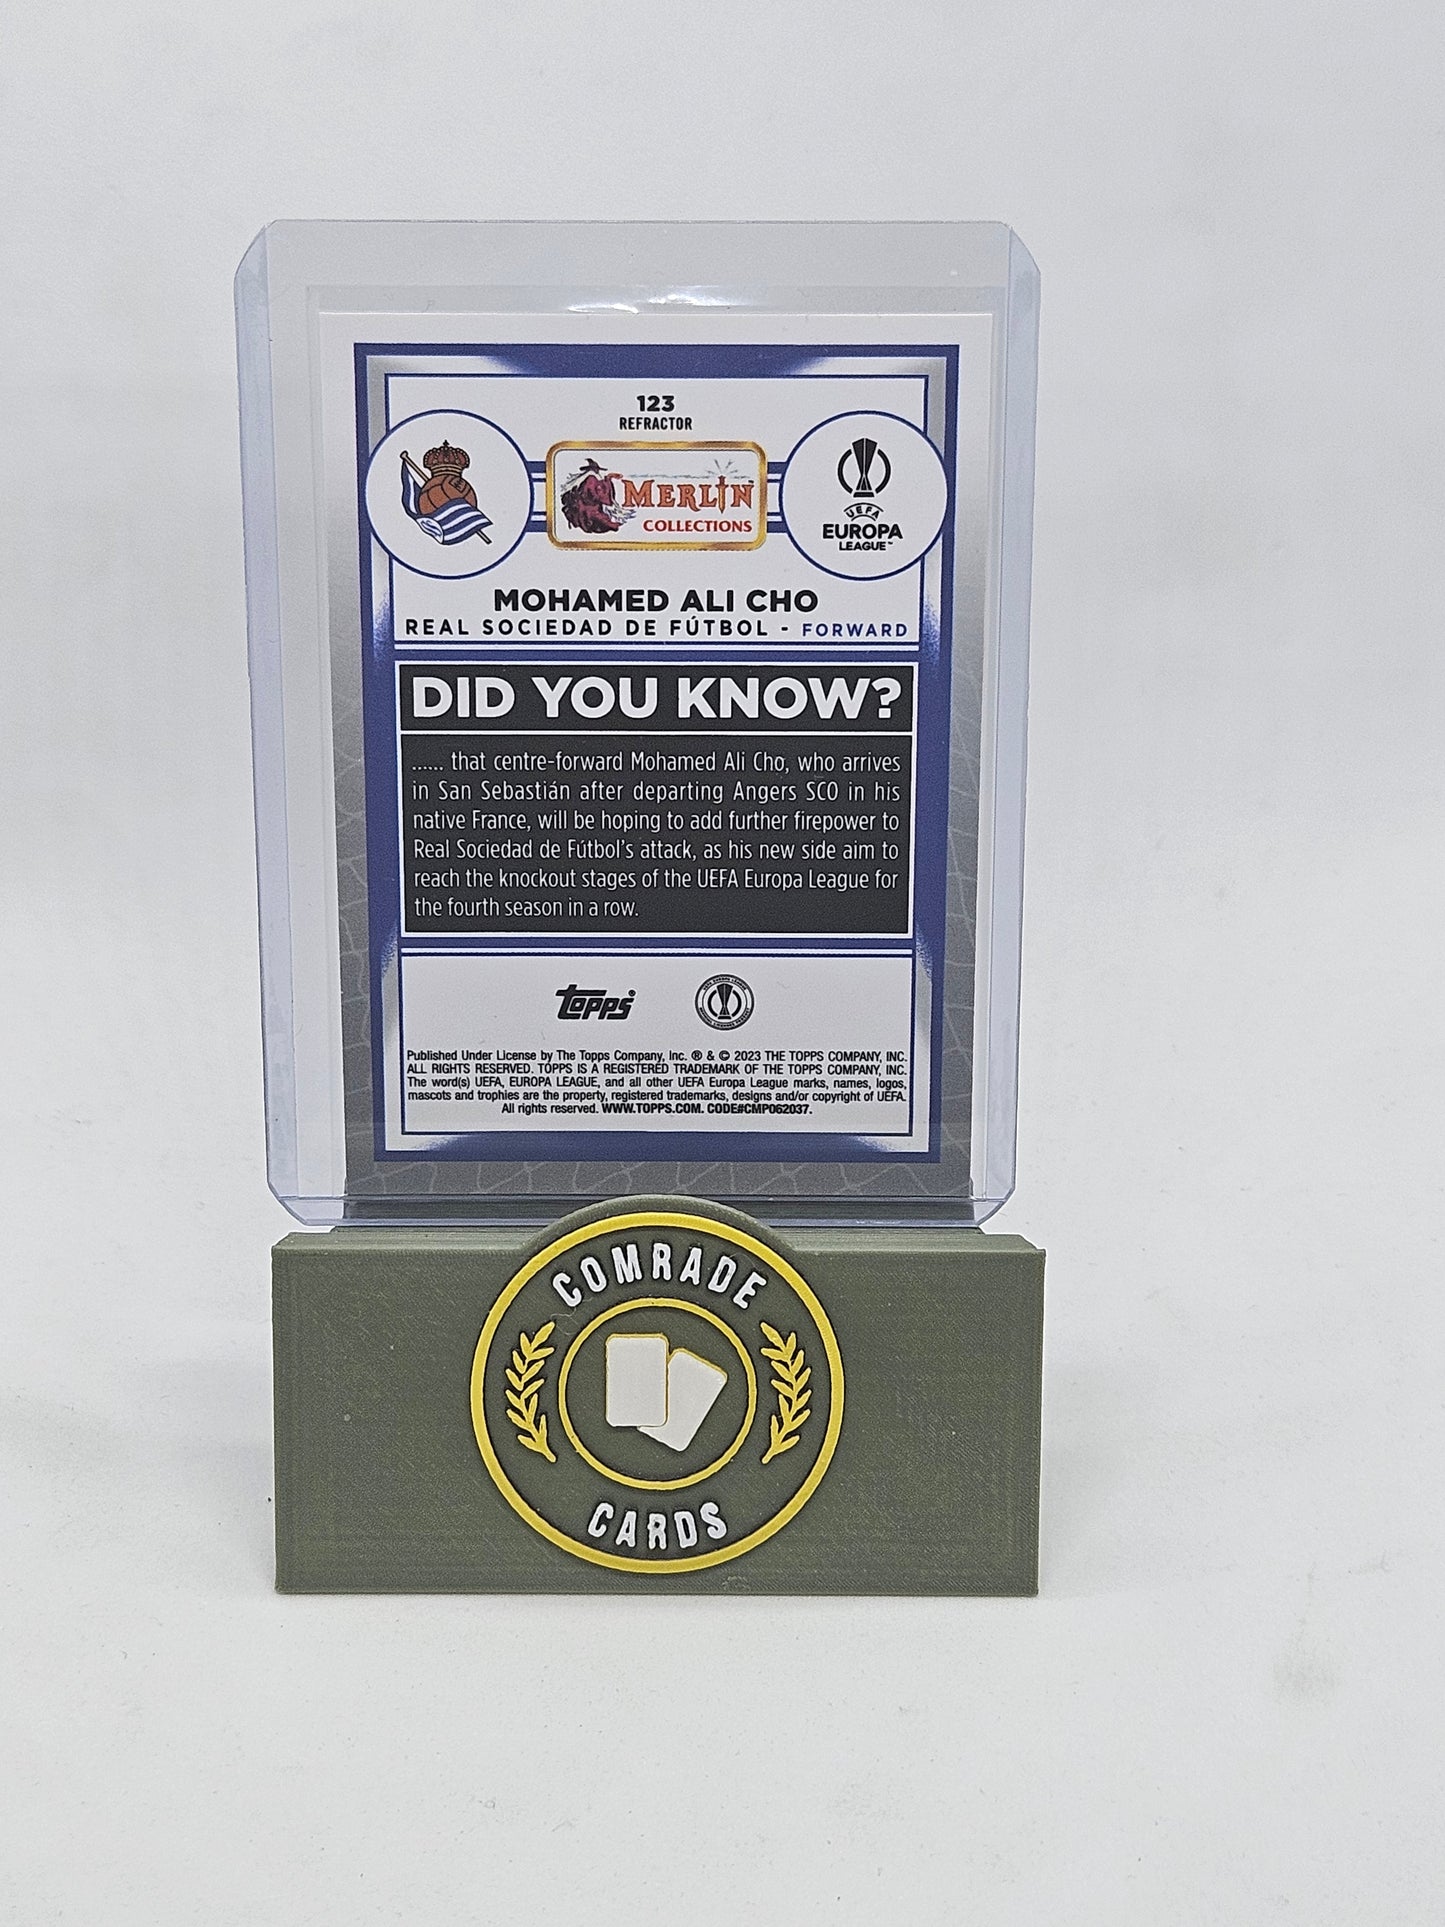 123
REFRACTOR
MERLIN
COLLECTIONS
UEFA
EUROPA
LEAGUE™
MOHAMED ALI CHO
REAL SOCIEDAD DE FÚTBOL - FORWARD
DID YOU KNOW?
...... that centre-forward Mohamed Ali Cho, who arrives
in San Sebastián after departing Angers SCO in his
native France, will be hoping to add further firepower to
Real Sociedad de Fútbol's attack, as his new side aim to
reach the knockout stages of the UEFA Europa League for
the fourth season in a row.
topps®
Published Under License by The Topps Company, Inc. ® & © 2023 THE TOPPS COMPANY, INC.
ALL RIGHTS RESERVED. TOPPS IS A REGISTERED TRADEMARK OF THE TOPPS COMPANY, INC.
The word(s) UEFA, EUROPA LEAGUE, and all other UEFA Europa League marks, names, logos,
mascots and trophies are the property, registered trademarks, designs and/or copyright of UEFA.
All rights reserved. WWW.TOPPS.COM. CODE#CMP062037.
COMRADE
CARDS